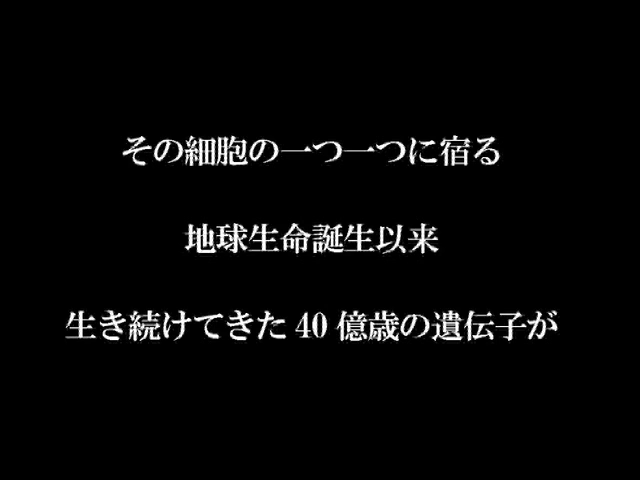 その細胞の一つ一つに宿る
地球生命誕生以来
生き続けてきた40億歳の遺伝子が